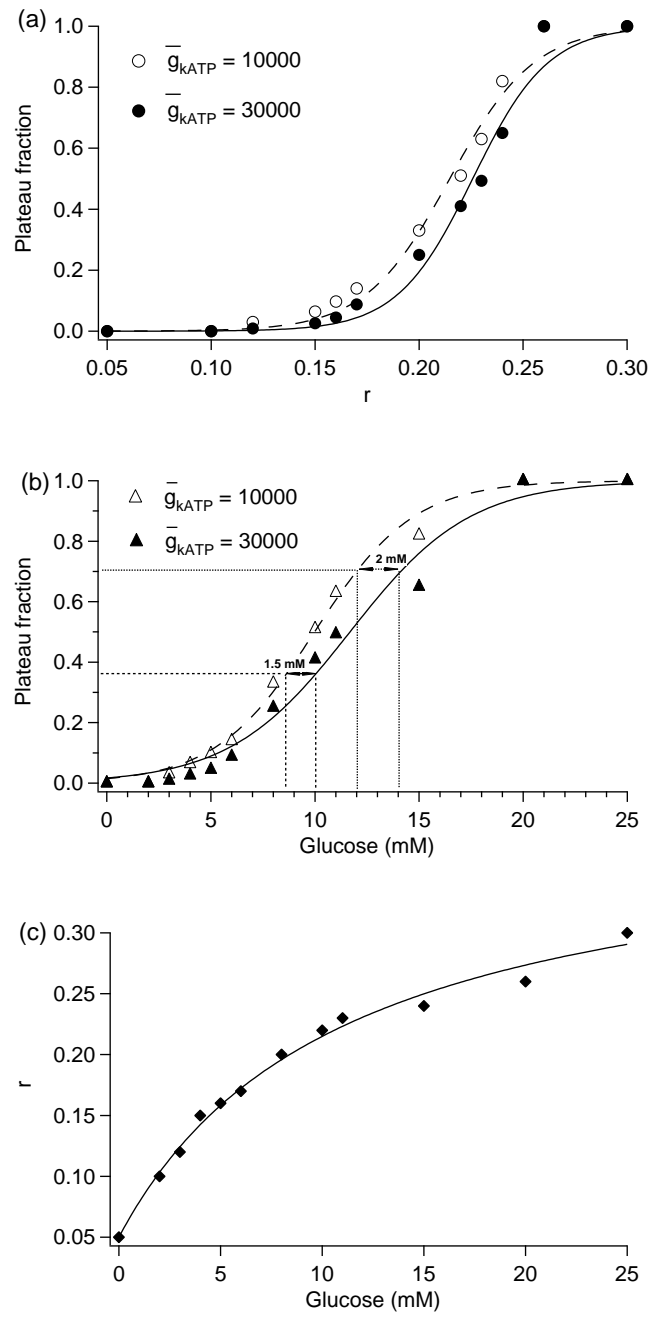 (a)
1.0
0.8
0.6
0.4
0.2
0.0
Plateau fraction
g̅kATP = 10000
g̅kATP = 30000
0.05 0.10 0.15 0.20 0.25 0.30
r
(b)
1.0
0.8
0.6
0.4
0.2
0.0
Plateau fraction
g̅kATP = 10000
g̅kATP = 30000
2 mM
1.5 mM
0 5 10 15 20 25
Glucose (mM)
(c)
0.30
0.25
0.20
0.15
0.10
0.05
r
0 5 10 15 20 25
Glucose (mM)